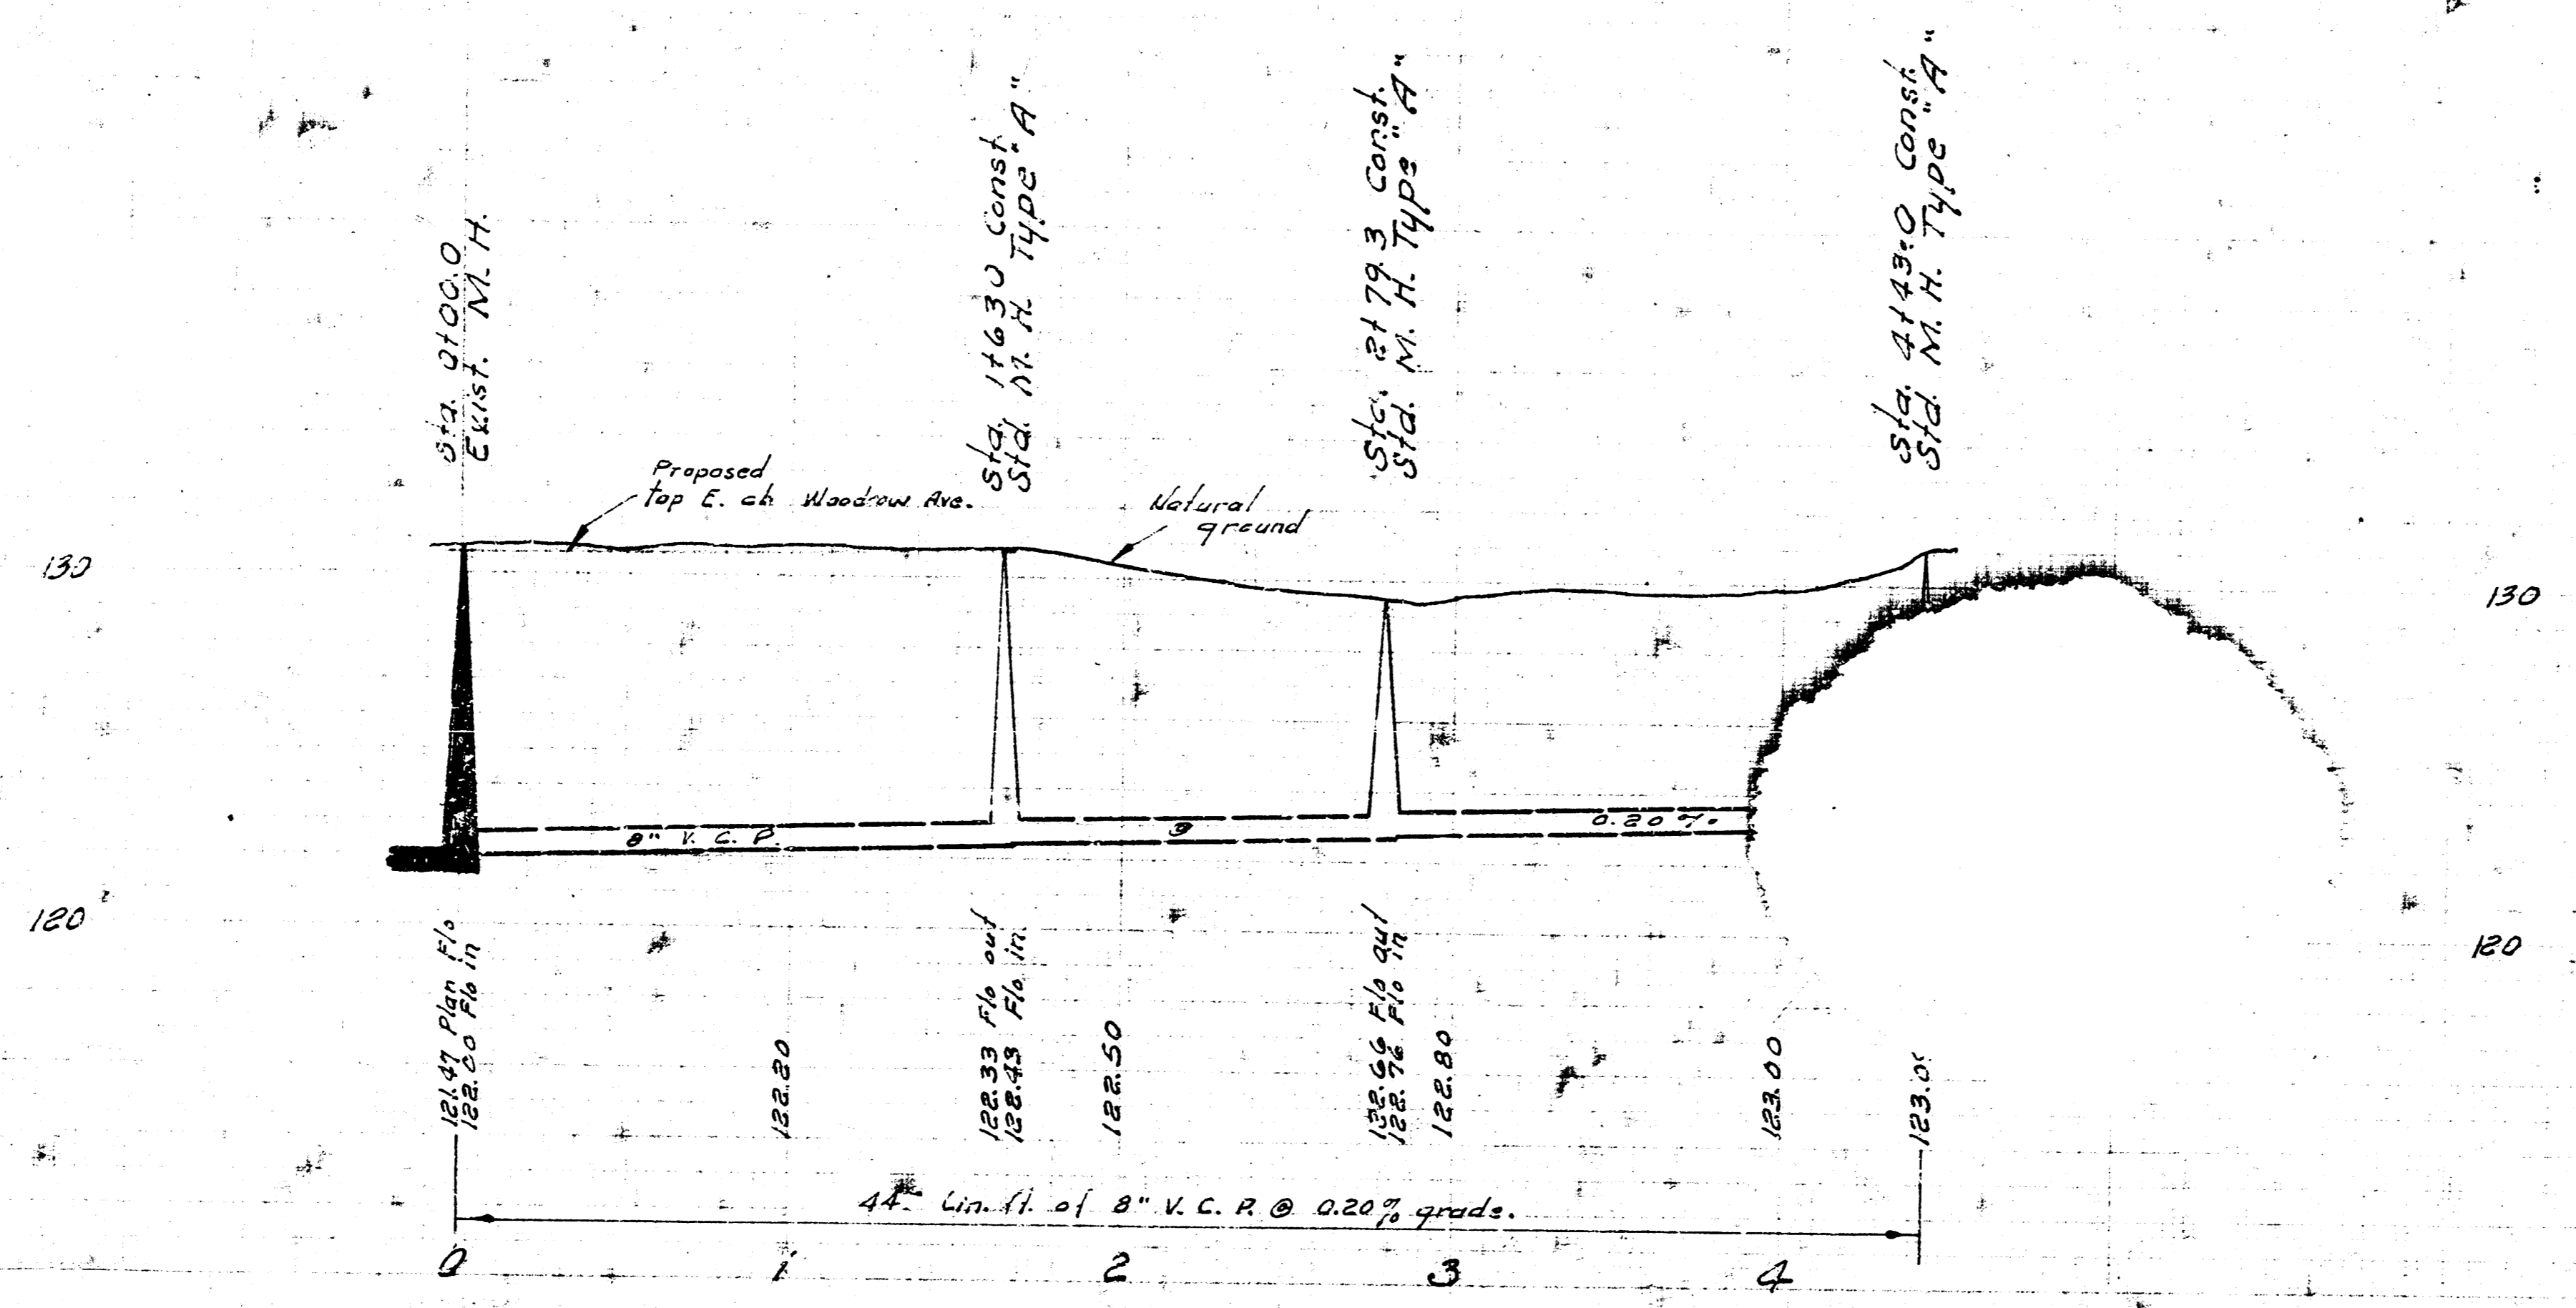 Sta. 0+00.0
Exist. M. H.
Sta. 1+63.0 Const.
Std. M. H. Type "A"
Sta. 2+79.3 Const.
Std. M. H. Type "A"
Sta. 4+43.0 Const.
Std. M. H. Type "A"
Proposed
top E. ch Woodrow Ave.
Natural
ground
130
130
8" V. C. P.
0.20 %
120
120
121.47 Plan Flo
122.00 Flo in
122.20
122.33 Flo out
122.43 Flo in
122.50
122.66 Flo out
122.76 Flo in
122.80
123.00
123.0
Lin. ft. of 8" V. C. P. @ 0.20% grade.
0 1 2 3 4